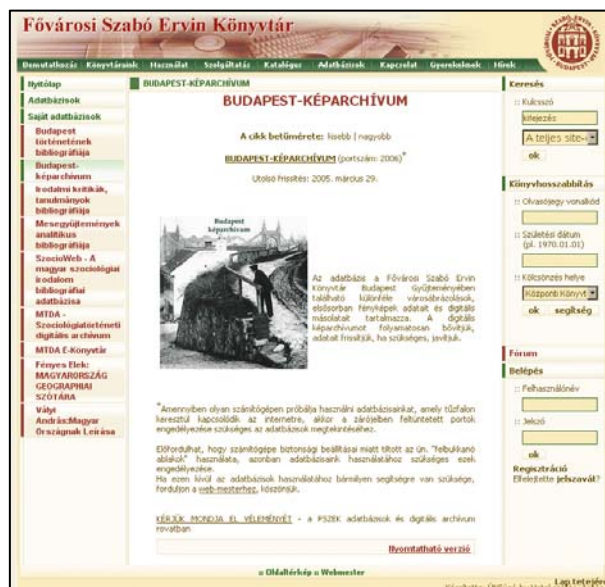 Fővárosi Szabó Ervin Könyvtár
Bemutatkozás Könyvtáraink Használat Szolgáltatás Katalógus Adatbázisok Kapcsolat Gyerekeknek Hírek
Nyitólap
Adatbázisok
Saját adatbázisok
Budapest
történetének
bibliográfiája
Budapest-
képarchívum
Irodalmi kritikák,
tanulmányok
bibliográfiája
Mesegyűjtemények
analitikus
bibliográfiája
SzocioWeb - A
magyar szociológiai
irodalom
bibliográfiai
adatbázisa
MTDA -
Szociológiatörténeti
digitális archívum
MTDA E-Könyvtár
Fényes Elek:
MAGYARORSZÁG
GEOGRAPHIAI
SZÓTÁRA
Vályi
András:Magyar
Országnak Leírása
BUDAPEST-KÉPARCHÍVUM
BUDAPEST-KÉPARCHÍVUM
A cikk betűmérete: kisebb | nagyobb
BUDAPEST-KÉPARCHÍVUM (portszám: 2006)*
Utolsó frissítés: 2005. március 29.
Budapest
képarchívum
Az adatbázis a Fővárosi Szabó Ervin
Könyvtár Budapest Gyűjteményében
található különféle városábrázolások,
elsősorban fényképek adatait és digitális
másolatait tartalmazza. A digitális
képarchívumot folyamatosan bővítjük,
adatait frissítjük, ha szükséges, javítjuk.
*Amennyiben olyan számítógépen próbálja használni adatbázisainkat, amely tűzfalon
keresztül kapcsolódik az internetre, akkor a zárójelben feltüntetett portok
engedélyezése szükséges az adatbázisok megtekintéséhez.
Előfordulhat, hogy számítógépe biztonsági beállításai miatt tiltott az ún. "felbukkanó
ablakok" használata, azonban adatbázisaink használatához szükséges ezek
engedélyezése.
Ha ezen kívül az adatbázisok használatához bármilyen segítségre van szüksége,
forduljon a web-mesterhez, köszönjük.
KÉRJÜK MONDJA EL VÉLEMÉNYÉT - a FSZEK adatbázisok és digitális archívum
rovatban
Nyomtatható verzió
Keresés
:: Kulcsszó
kifejezés
A teljes site-
ok
Könyvhosszabbítás
:: Olvasójegy vonalkód
:: Születési dátum
(pl. 1970.01.01)
:: Kölcsönzés helye
Központi Könyvt
ok segítség
Fórum
Belépés
:: Felhasználónév
:: Jelszó
ok
Regisztráció
Elfelejtette jelszavát?
:: Oldaltérkép :: Webmester
Lap tetejére